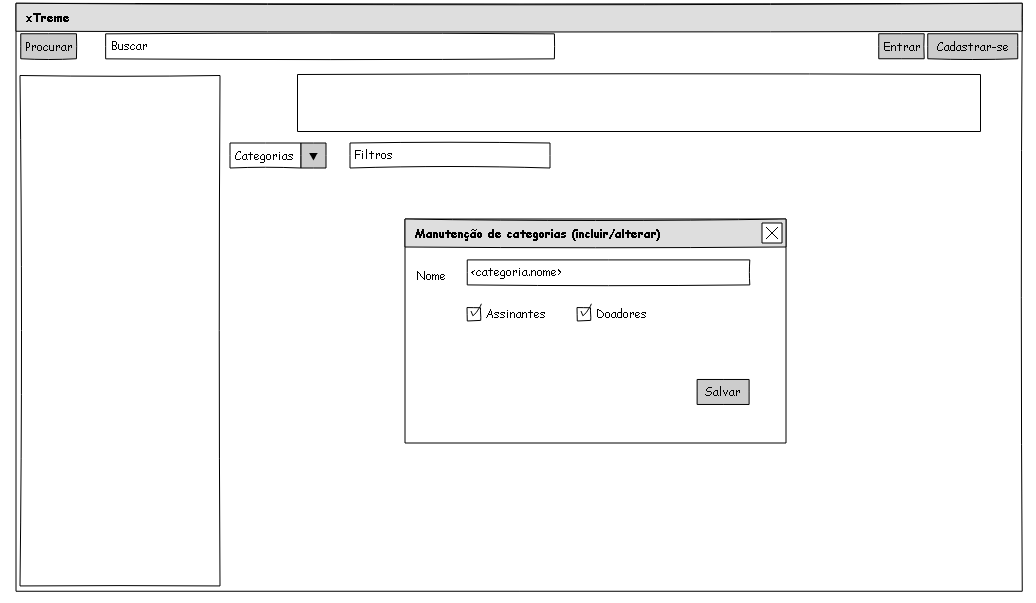 xTreme
Procurar
Buscar
Entrar
Cadastrar-se
Categorias
Filtros
Manutenção de categorias (incluir/alterar)
Nome
<categoria.nome>
Assinantes
Doadores
Salvar